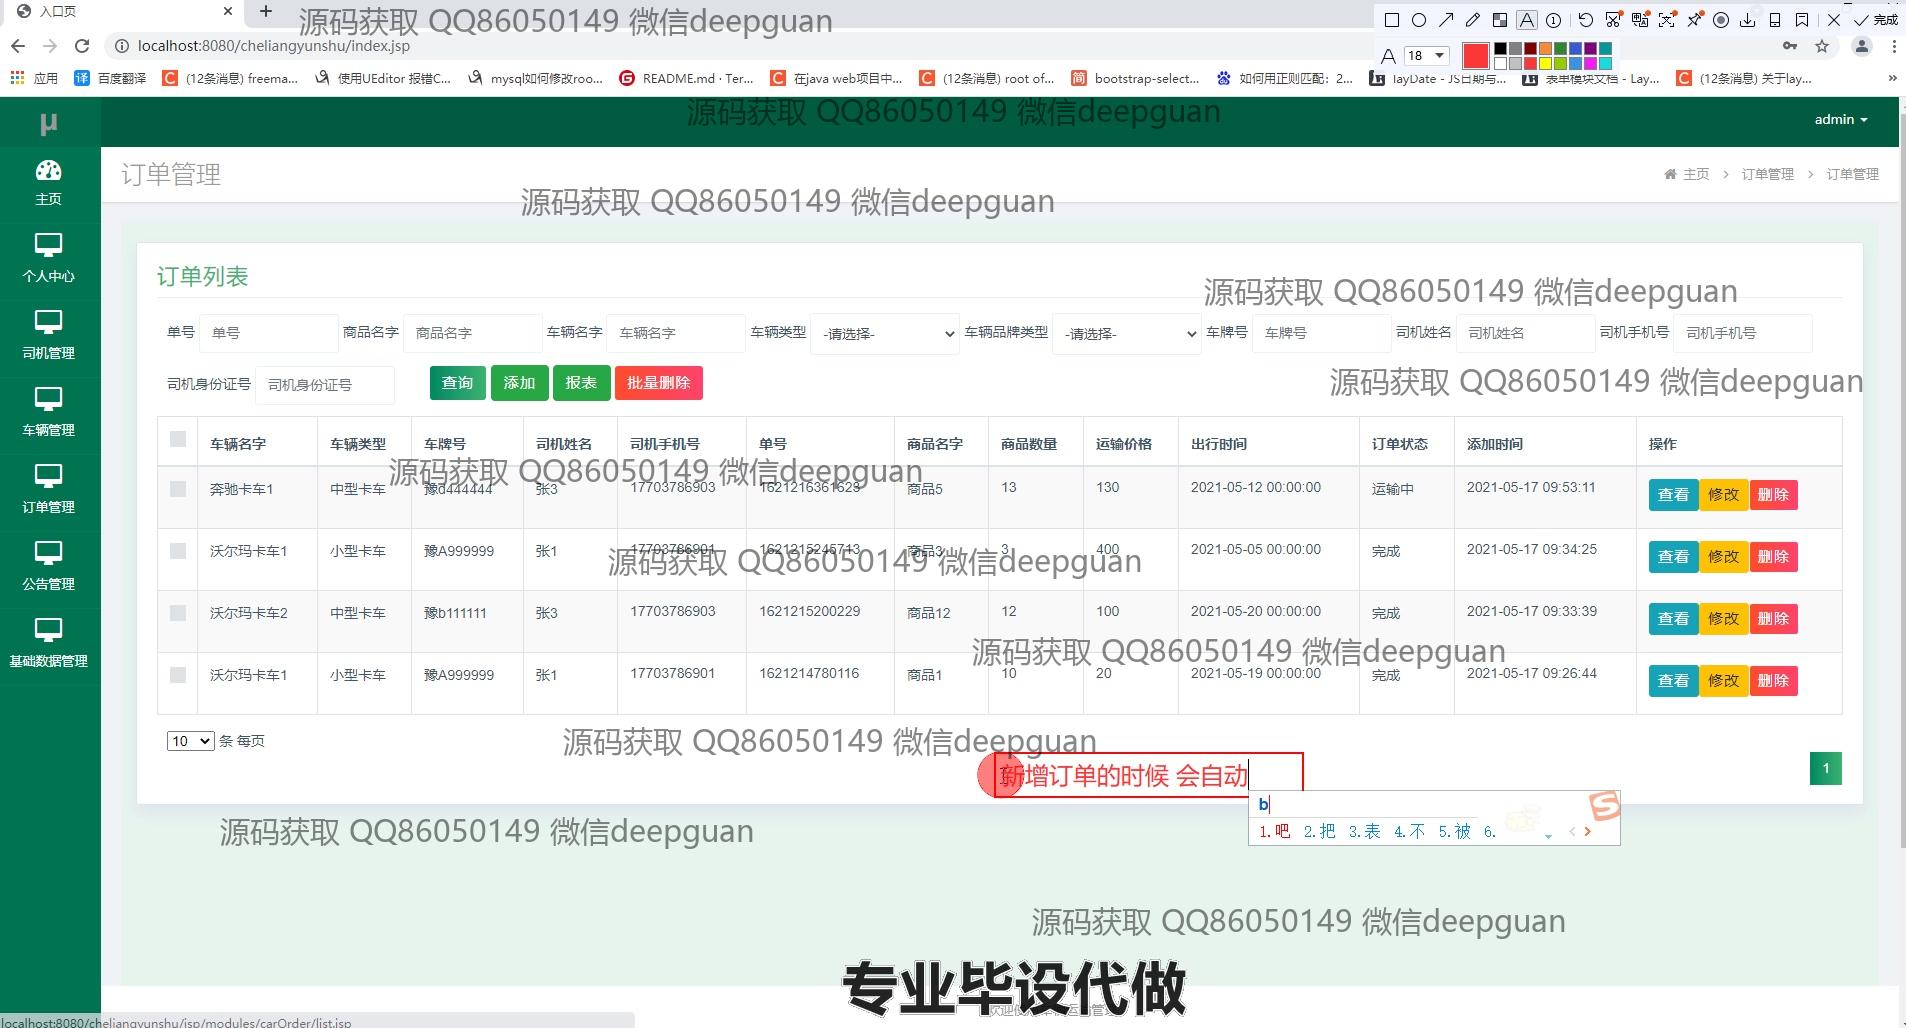 入口页
源码获取 QQ86050149 微信deepguan
完成
localhost:8080/cheliangyunshu/index.jsp
18
应用 百度翻译 (12条消息) freema... 使用UEditor 报错C... mysql如何修改roo... README.md · Ter... 在java web项目中... (12条消息) root of... bootstrap-select... 如何用正则匹配：2... layDate - JS日期与... 表单模块文档 - Lay... (12条消息) 关于lay...
源码获取 QQ86050149 微信deepguan
μ
admin
主页
订单管理
主页 > 订单管理 > 订单管理
源码获取 QQ86050149 微信deepguan
个人中心
订单列表
源码获取 QQ86050149 微信deepguan
单号 单号 商品名字 商品名字 车辆名字 车辆名字 车辆类型 -请选择- 车辆品牌类型 -请选择- 车牌号 车牌号 司机姓名 司机姓名 司机手机号 司机手机号
司机管理
司机身份证号 司机身份证号 查询 添加 报表 批量删除
源码获取 QQ86050149 微信deepguan
车辆管理
车辆名字 车辆类型 车牌号 司机姓名 司机手机号 单号 商品名字 商品数量 运输价格 出行时间 订单状态 添加时间 操作
源码获取 QQ86050149 微信deepguan
奔驰卡车1 中型卡车 豫d444444 张3 17703786903 1621216361623 商品5 13 130 2021-05-12 00:00:00 运输中 2021-05-17 09:53:11 查看 修改 删除
订单管理
沃尔玛卡车1 小型卡车 豫A999999 张1 17703786901 1621215245713 商品3 3 400 2021-05-05 00:00:00 完成 2021-05-17 09:34:25 查看 修改 删除
源码获取 QQ86050149 微信deepguan
公告管理
沃尔玛卡车2 中型卡车 豫b111111 张3 17703786903 1621215200229 商品12 12 100 2021-05-20 00:00:00 完成 2021-05-17 09:33:39 查看 修改 删除
源码获取 QQ86050149 微信deepguan
基础数据管理
沃尔玛卡车1 小型卡车 豫A999999 张1 17703786901 1621214780116 商品1 10 20 2021-05-19 00:00:00 完成 2021-05-17 09:26:44 查看 修改 删除
10 条 每页
源码获取 QQ86050149 微信deepguan
新增订单的时候 会自动
1
b
1.吧 2.把 3.表 4.不 5.被 6.
源码获取 QQ86050149 微信deepguan
源码获取 QQ86050149 微信deepguan
专业毕设代做
localhost:8080/cheliangyunshu/jsp/modules/carOrder/list.jsp